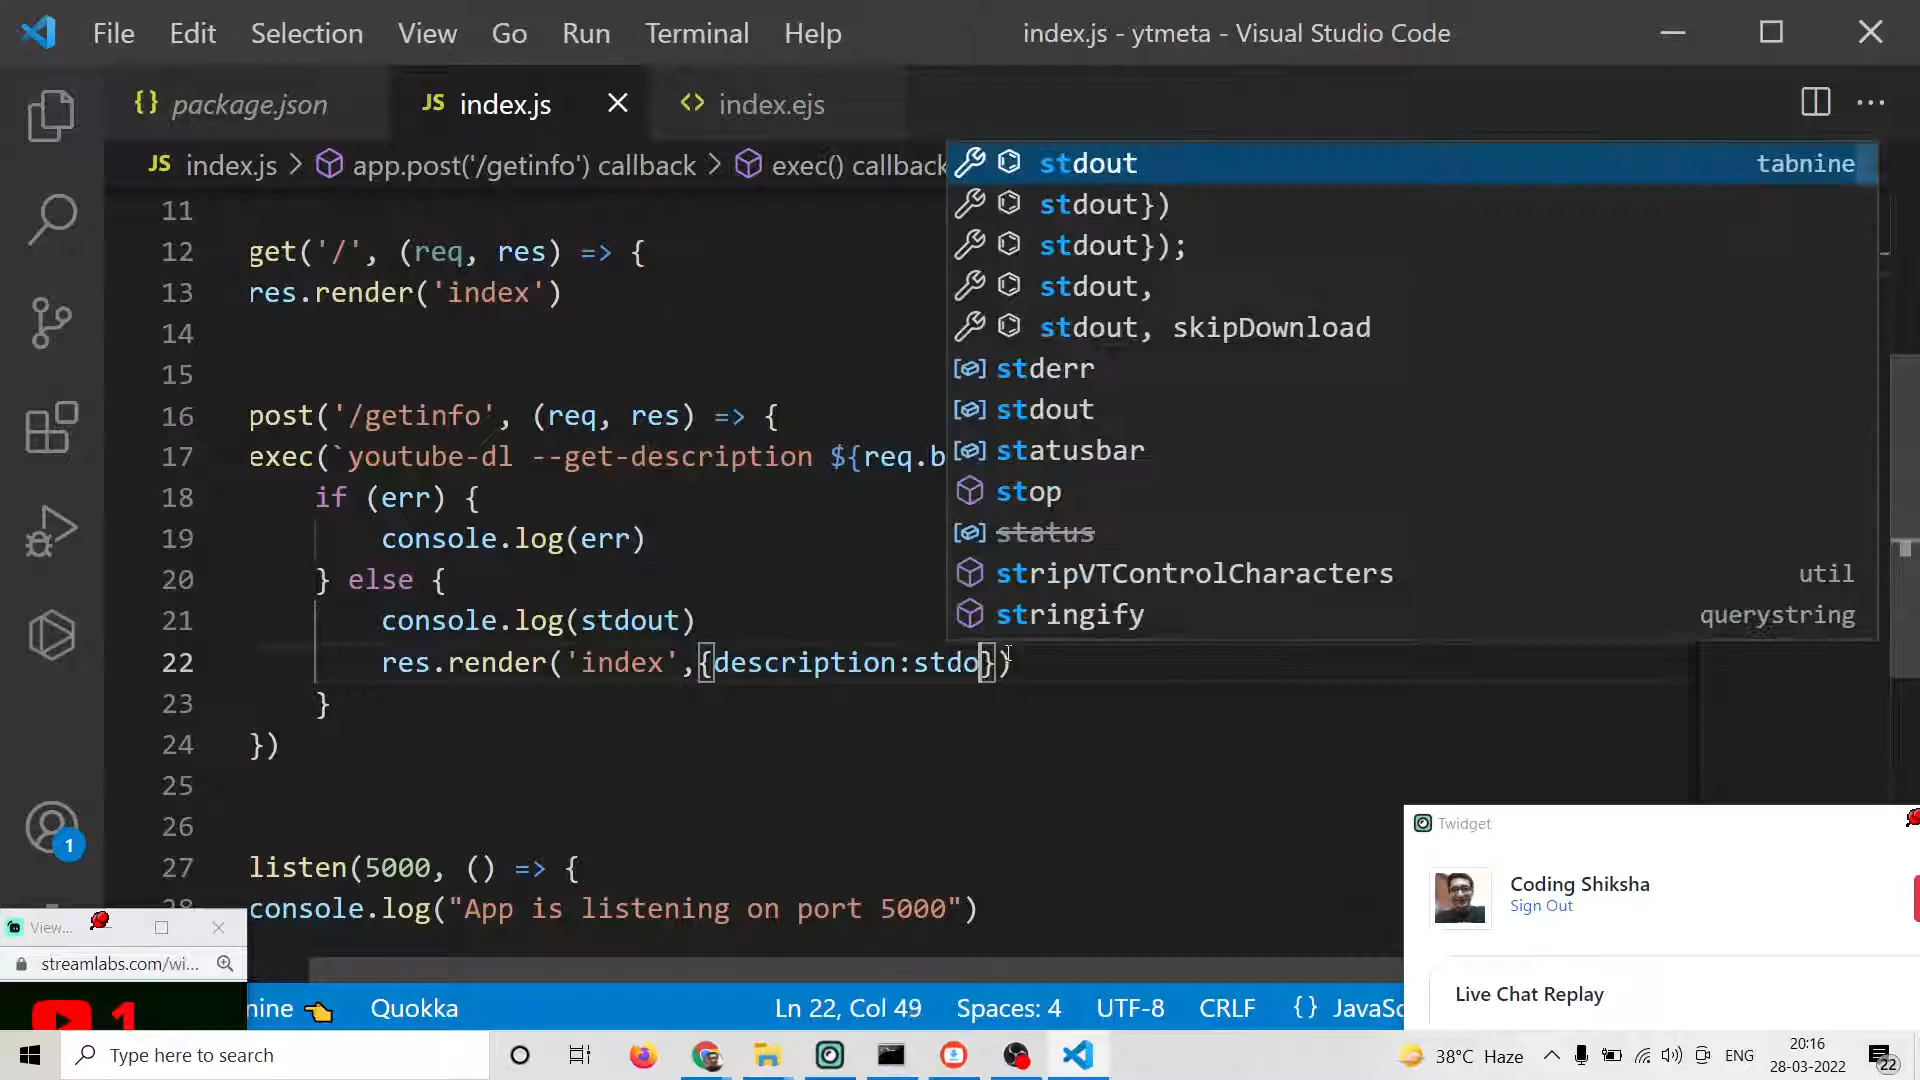 File Edit Selection View Go Run Terminal Help index.js - ytmeta - Visual Studio Code
{} package.json JS index.js <> index.ejs
JS index.js > app.post('/getinfo') callback > exec() callback
11
12 get('/', (req, res) => {
13 res.render('index')
14
15
16 post('/getinfo', (req, res) => {
17 exec(`youtube-dl --get-description ${req.b
18 if (err) {
19 console.log(err)
20 } else {
21 console.log(stdout)
22 res.render('index',{description:stdo})
23 }
24 })
25
26
27 listen(5000, () => {
28 console.log("App is listening on port 5000")
stdout tabnine
stdout})
stdout});
stdout,
stdout, skipDownload
stderr
stdout
statusbar
stop
status
stripVTControlCharacters util
stringify querystring
1
View...
streamlabs.com/wi...
1
Twidget
Coding Shiksha
Sign Out
Live Chat Replay
nine Quokka Ln 22, Col 49 Spaces: 4 UTF-8 CRLF {} JavaSc
Type here to search
38°C Haze ENG
20:16
28-03-2022
22